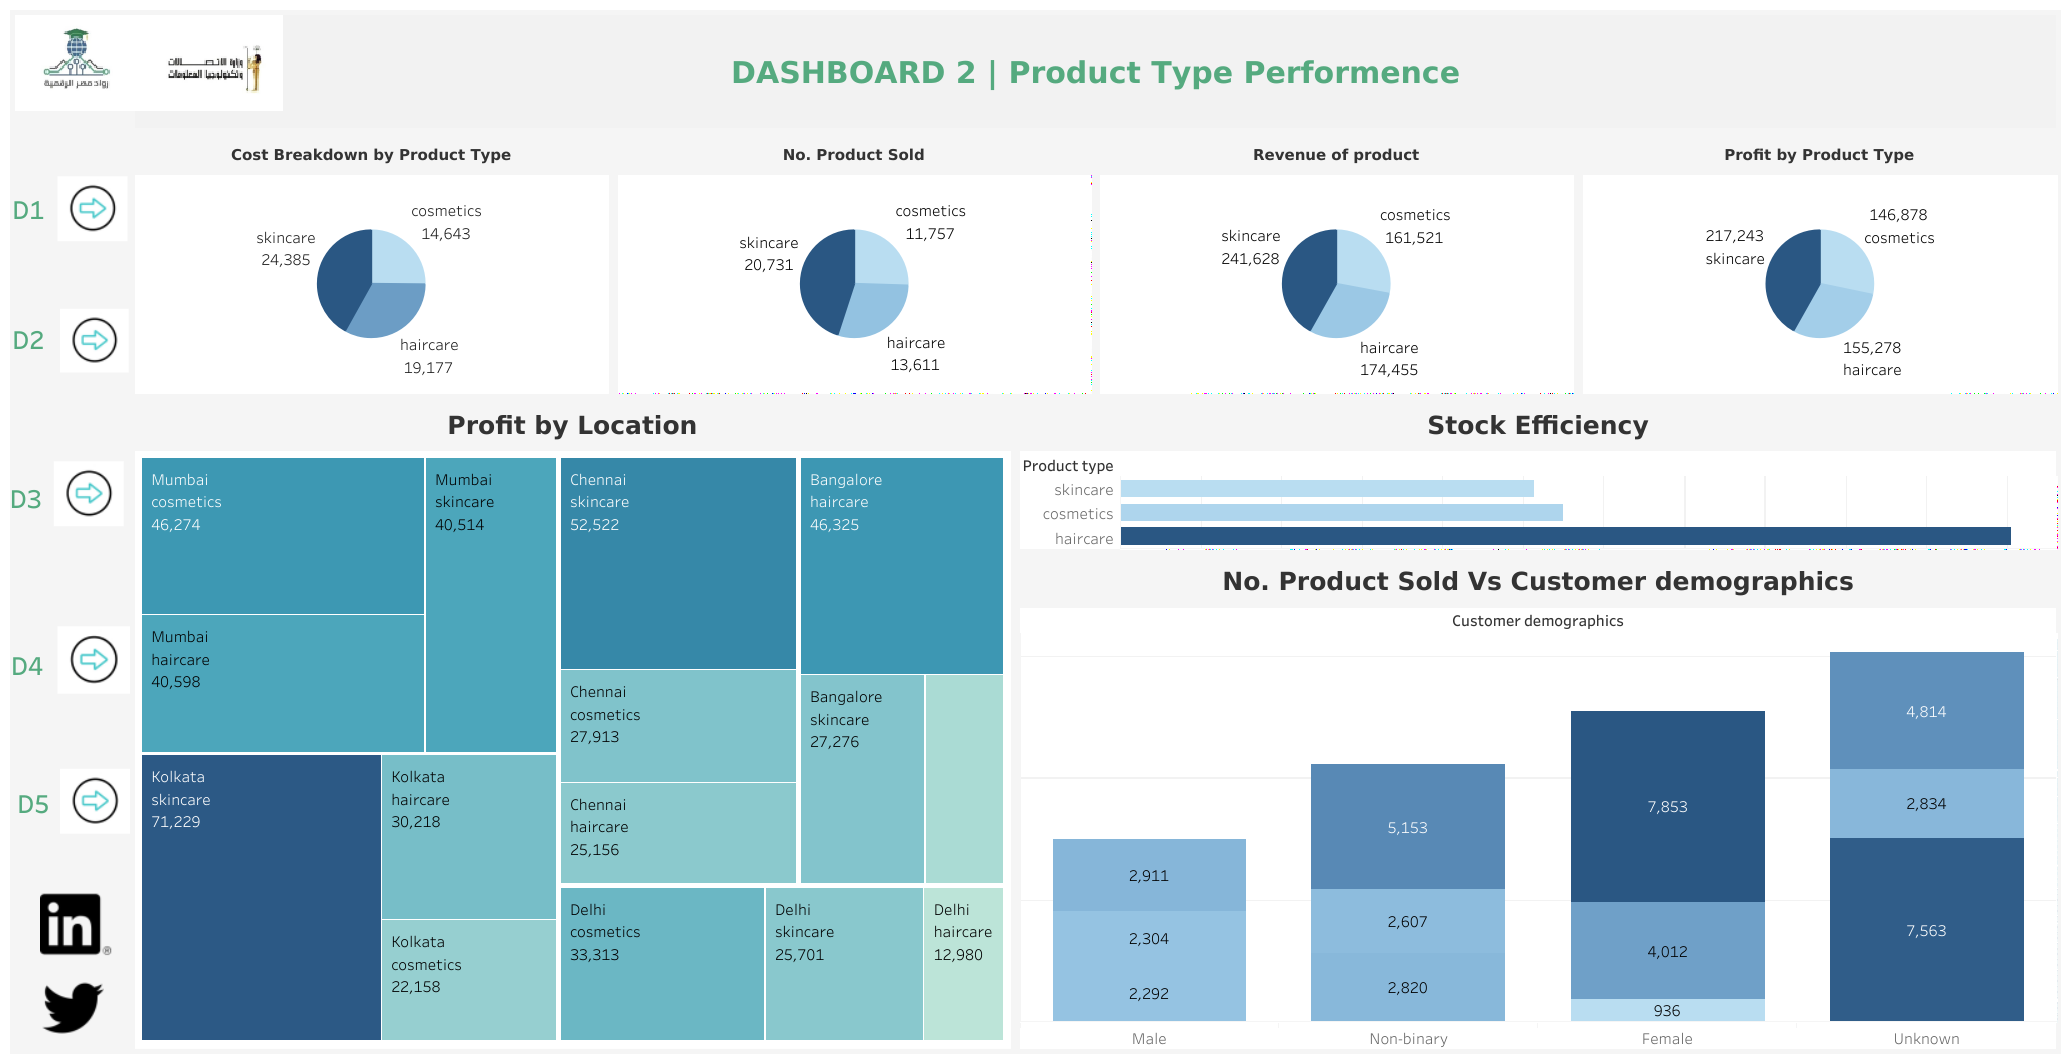 رواد مصر الرقمية
وزارة الاتصالات
وتكنولوجيا المعلومات
DASHBOARD 2 | Product Type Performence
Cost Breakdown by Product Type
cosmetics
14,643
skincare
24,385
haircare
19,177
No. Product Sold
cosmetics
11,757
skincare
20,731
haircare
13,611
Revenue of product
cosmetics
161,521
skincare
241,628
haircare
174,455
Profit by Product Type
146,878
cosmetics
217,243
skincare
155,278
haircare
D1
D2
D3
D4
D5
in
®
Profit by Location
Mumbai
cosmetics
46,274
Mumbai
skincare
40,514
Mumbai
haircare
40,598
Kolkata
skincare
71,229
Kolkata
haircare
30,218
Kolkata
cosmetics
22,158
Chennai
skincare
52,522
Chennai
cosmetics
27,913
Chennai
haircare
25,156
Bangalore
haircare
46,325
Bangalore
skincare
27,276
Delhi
cosmetics
33,313
Delhi
skincare
25,701
Delhi
haircare
12,980
Stock Efficiency
Product type
skincare
cosmetics
haircare
No. Product Sold Vs Customer demographics
Customer demographics
2,911
2,304
2,292
5,153
2,607
2,820
7,853
4,012
936
4,814
2,834
7,563
Male
Non-binary
Female
Unknown